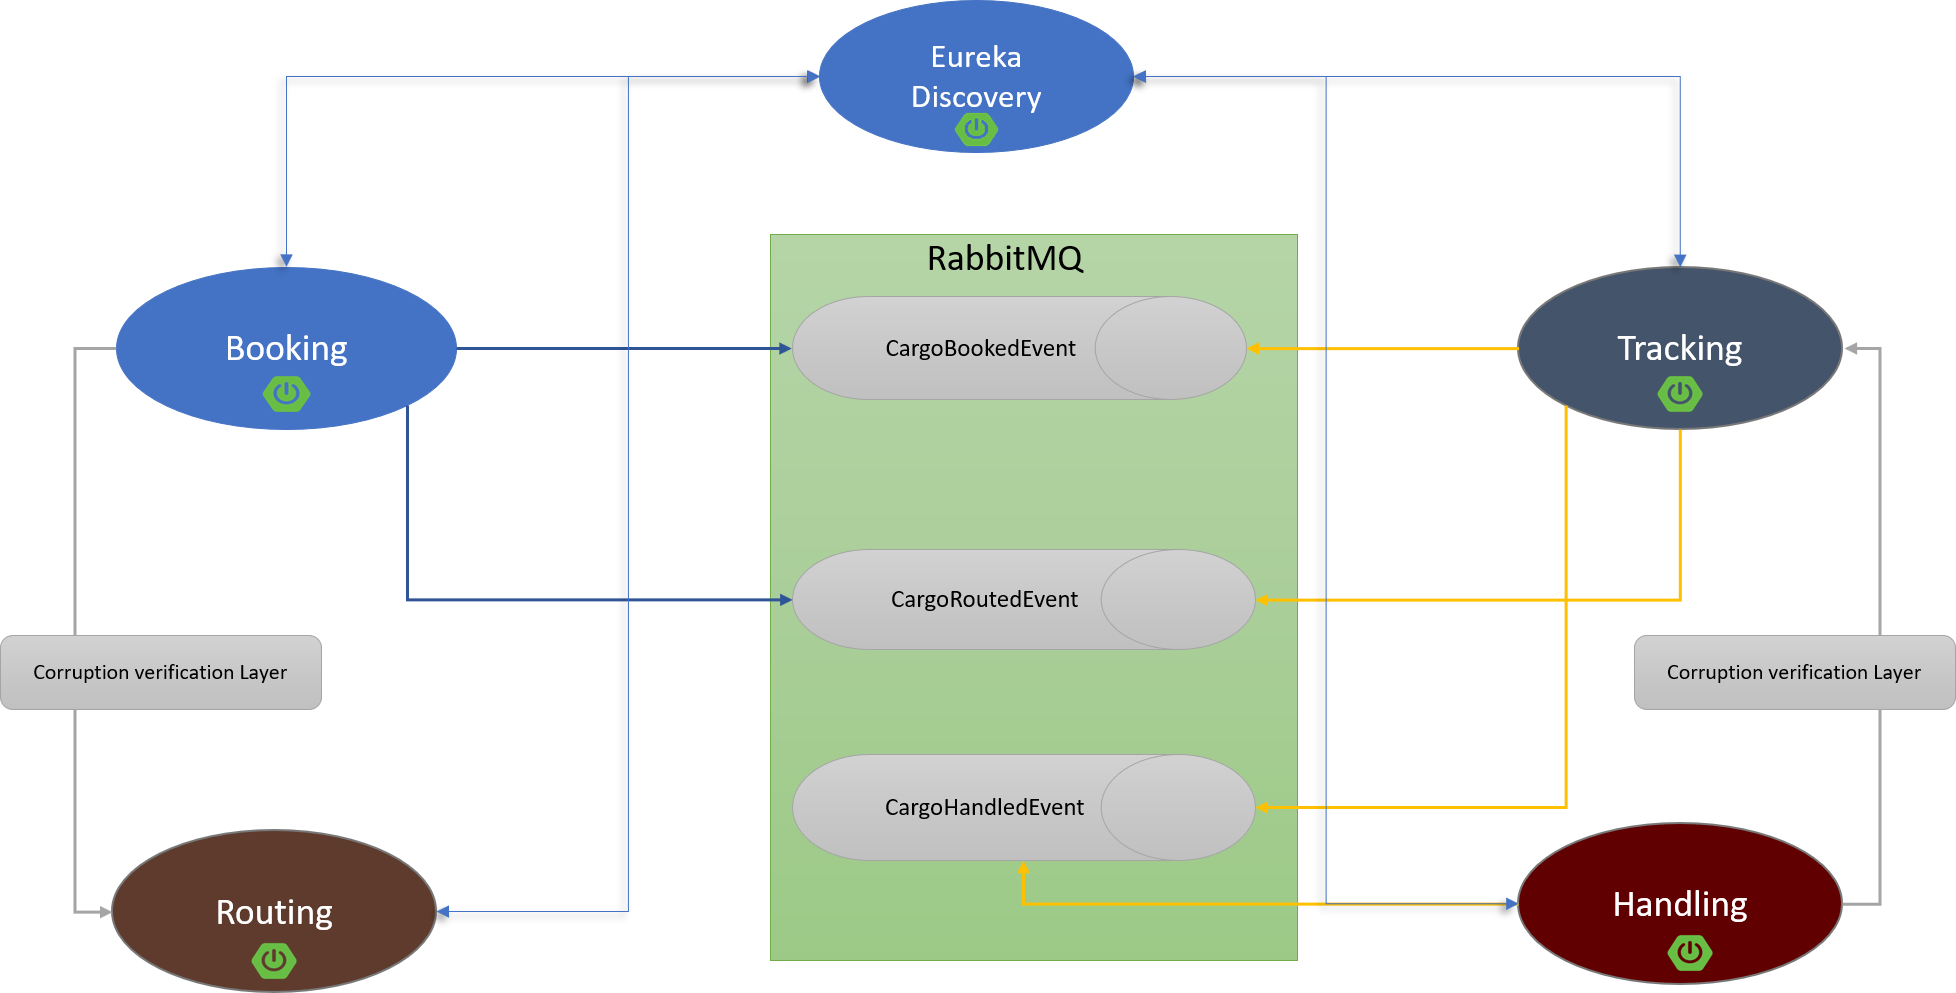 Eureka
Discovery
RabbitMQ
Booking
CargoBookedEvent
Tracking
CargoRoutedEvent
Corruption verification Layer
Corruption verification Layer
CargoHandledEvent
Routing
Handling